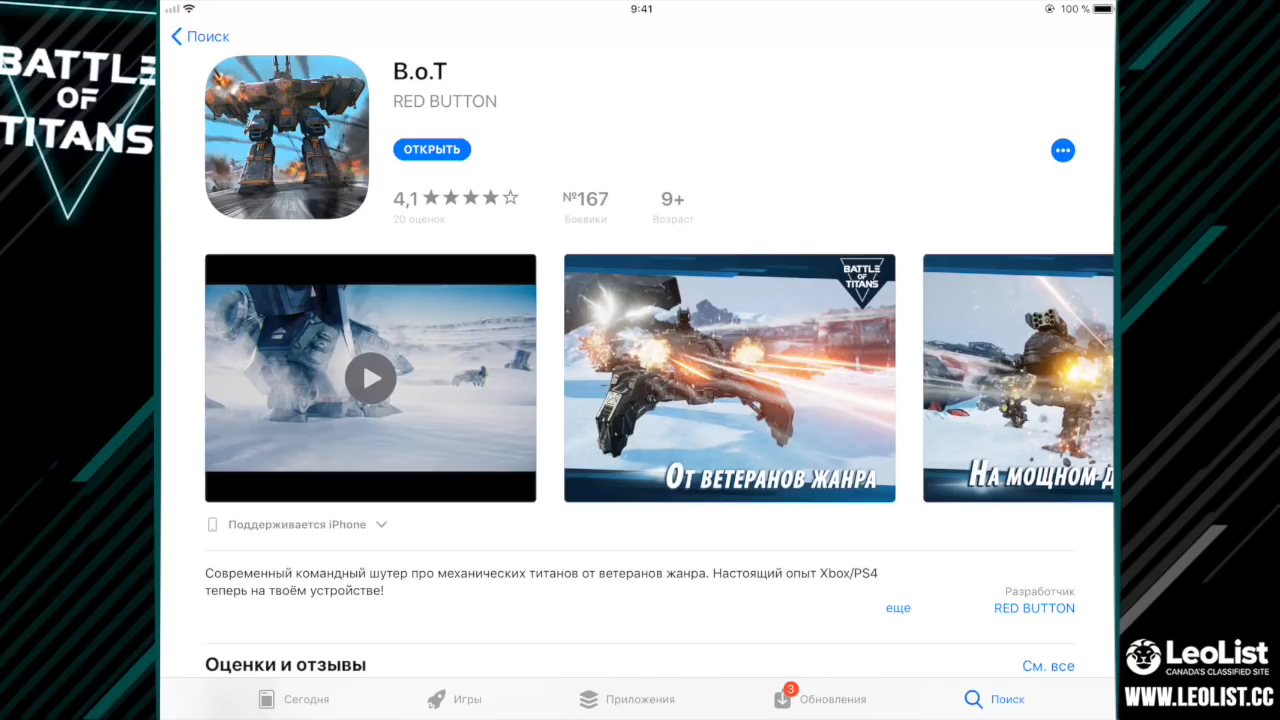 9:41
100 %
Поиск
BATTLE
OF
TITANS
B.o.T
RED BUTTON
ОТКРЫТЬ
4,1
№167
9+
20 оценок
Боевики
Возраст
BATTLE
OF
TITANS
От ветеранов жанра
На мощном д
Поддерживается iPhone
Современный командный шутер про механических титанов от ветеранов жанра. Настоящий опыт Xbox/PS4
теперь на твоём устройстве!
еще
Разработчик
RED BUTTON
Оценки и отзывы
См. все
Сегодня
Игры
Приложения
3
Обновления
Поиск
LeoList
CANADA'S CLASSIFIED SITE
WWW.LEOLIST.CC